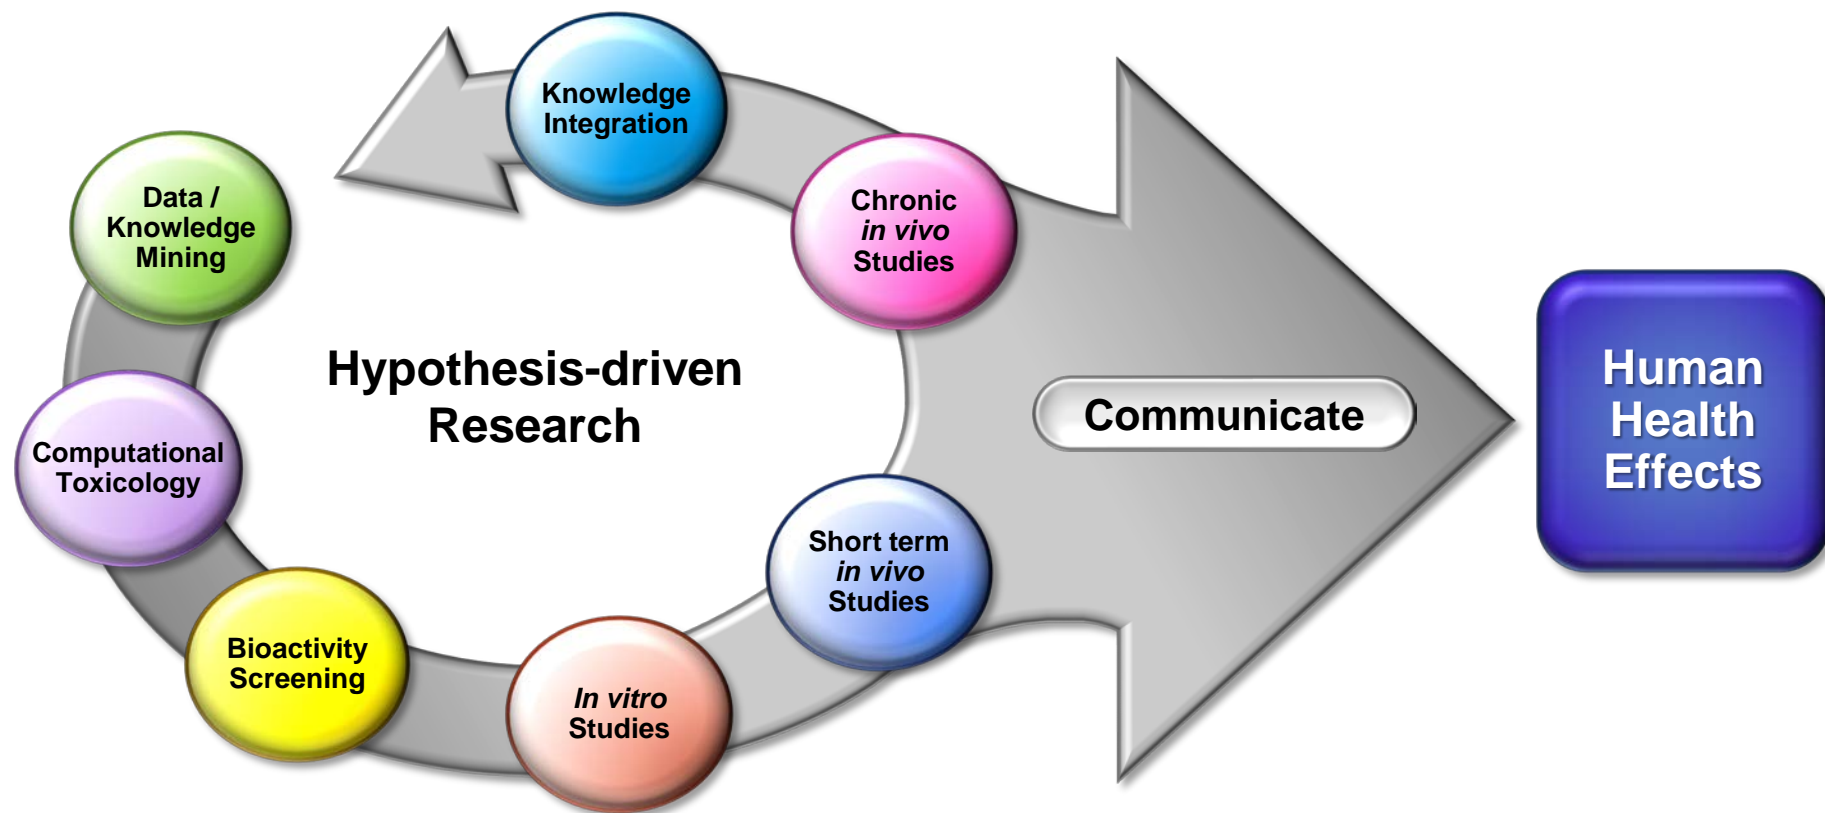 Knowledge
Integration
Data /
Knowledge
Mining
Chronic
in vivo
Studies
Hypothesis-driven
Research
Communicate
Human
Health
Effects
Computational
Toxicology
Short term
in vivo
Studies
Bioactivity
Screening
In vitro
Studies